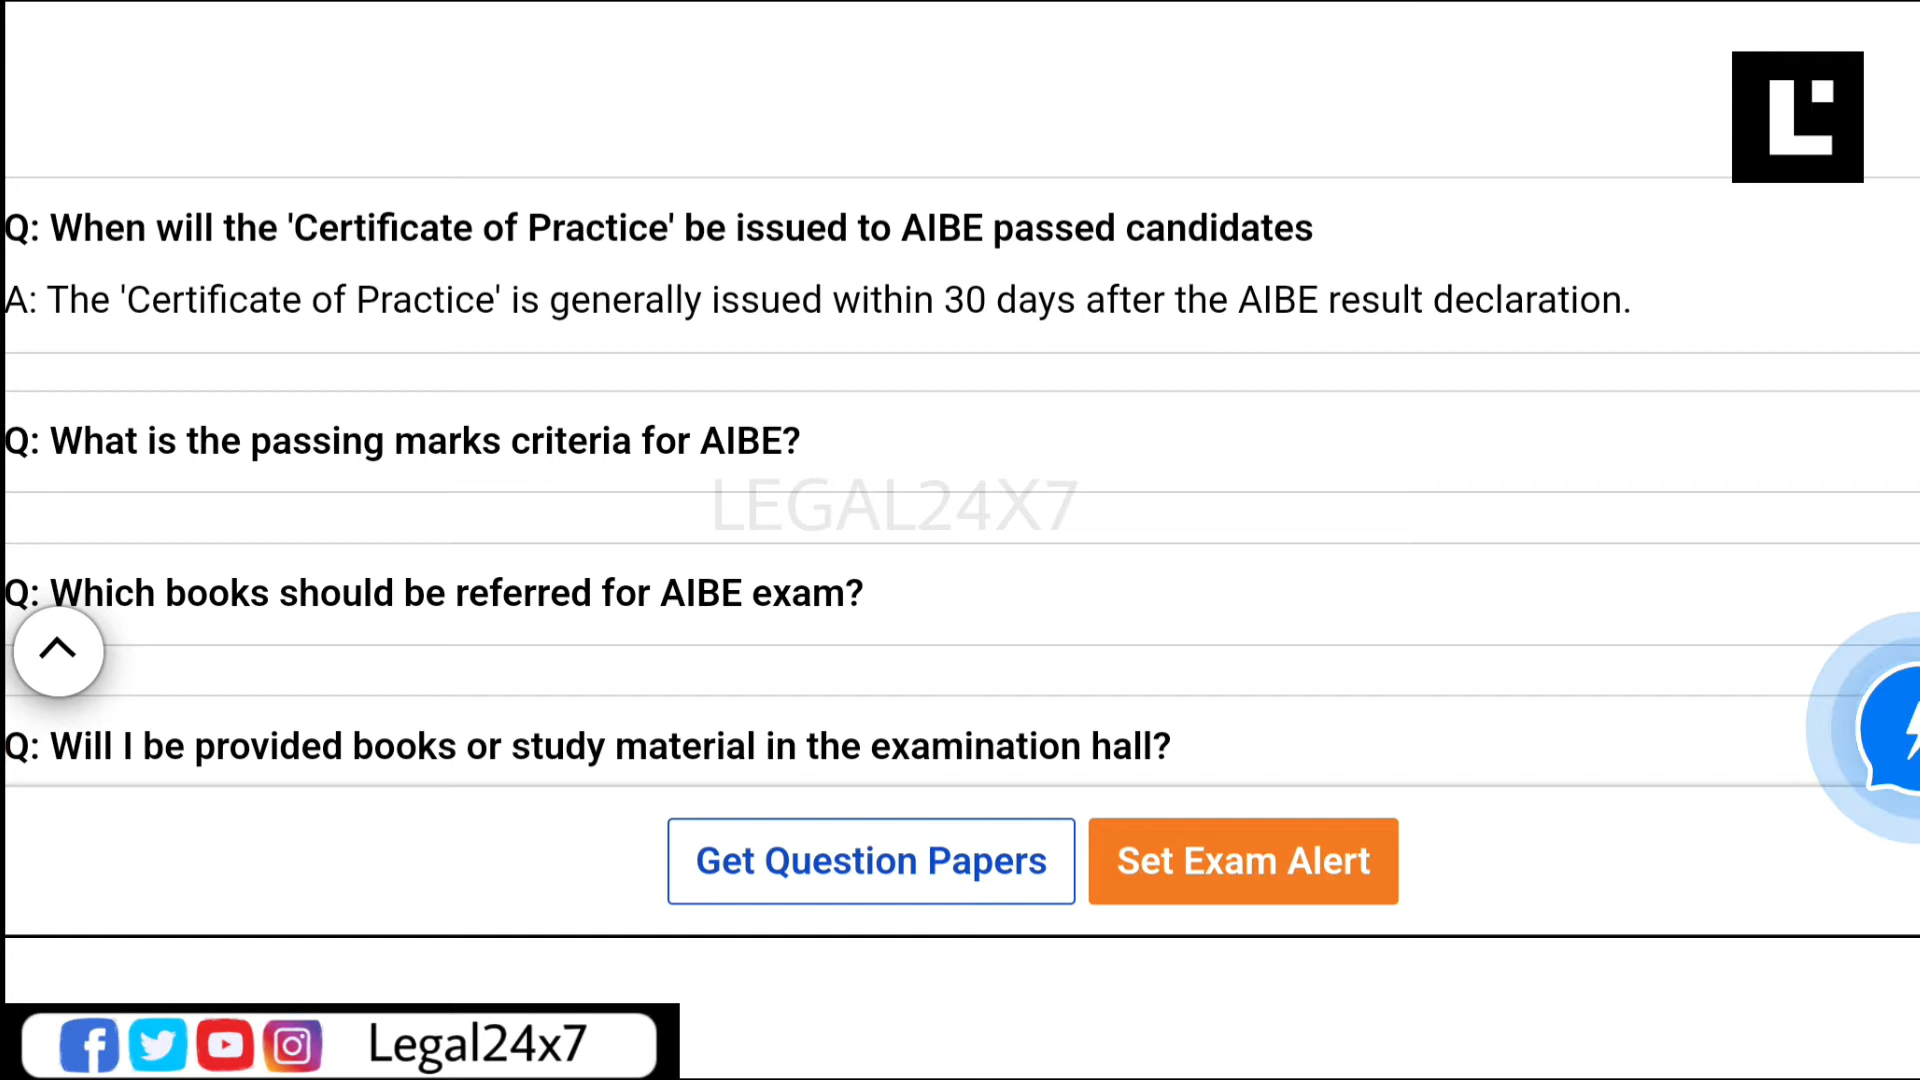 Q: When will the 'Certificate of Practice' be issued to AIBE passed candidates
A: The 'Certificate of Practice' is generally issued within 30 days after the AIBE result declaration.
Q: What is the passing marks criteria for AIBE?
LEGAL24X7
Q: Which books should be referred for AIBE exam?
Q: Will I be provided books or study material in the examination hall?
Get Question Papers
Set Exam Alert
Legal24x7